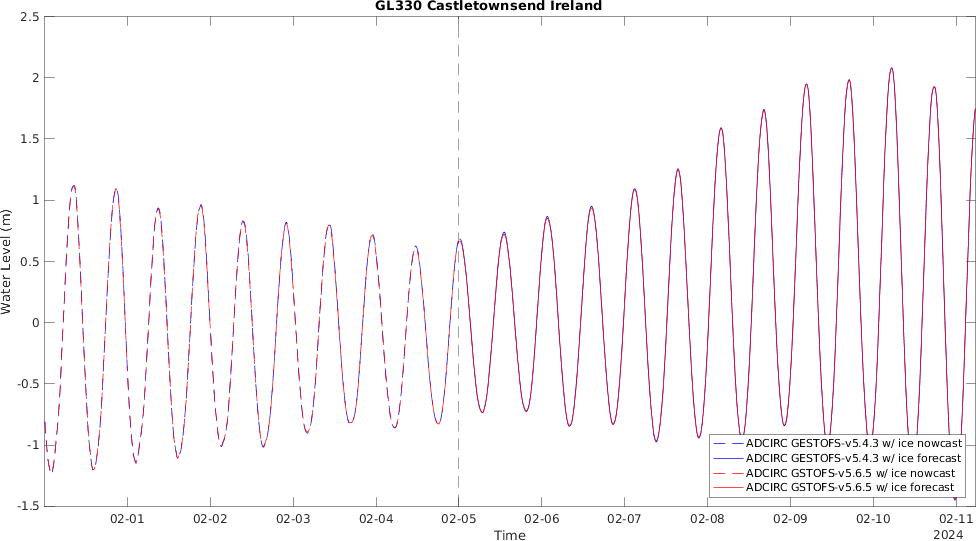 GL330 Castletownsend Ireland
2.5
2
1.5
1
0.5
0
-0.5
-1
-1.5
Water Level (m)
ADCIRC GESTOFS-v5.4.3 w/ ice nowcast
ADCIRC GESTOFS-v5.4.3 w/ ice forecast
ADCIRC GSTOFS-v5.6.5 w/ ice nowcast
ADCIRC GSTOFS-v5.6.5 w/ ice forecast
02-01 02-02 02-03 02-04 02-05 02-06 02-07 02-08 02-09 02-10 02-11
Time
2024